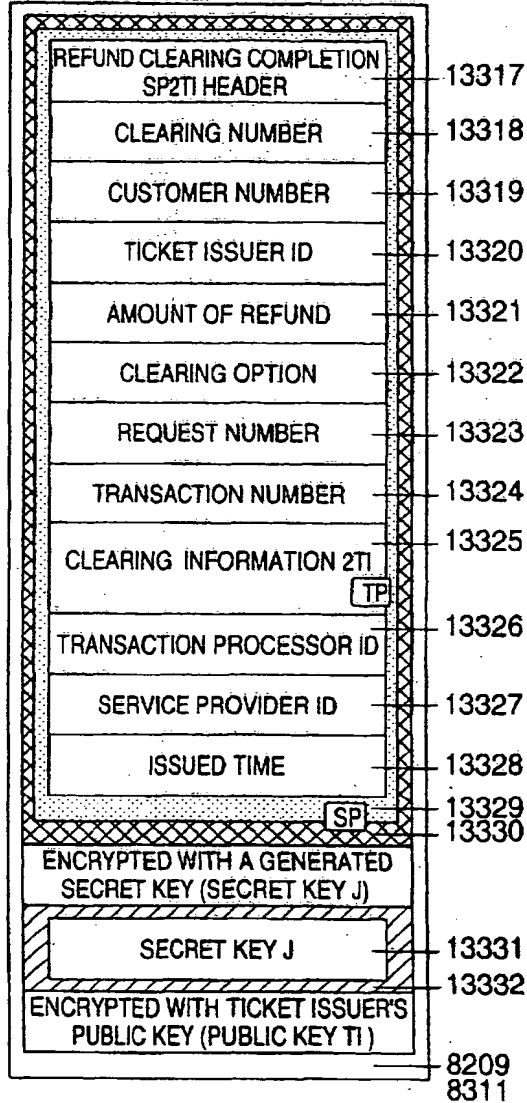 REFUND CLEARING COMPLETION
SP2TI HEADER
13317
CLEARING NUMBER
13318
CUSTOMER NUMBER
13319
TICKET ISSUER ID
13320
AMOUNT OF REFUND
13321
CLEARING OPTION
13322
REQUEST NUMBER
13323
TRANSACTION NUMBER
13324
13325
CLEARING INFORMATION 2TI
TP
13326
TRANSACTION PROCESSOR ID
SERVICE PROVIDER ID
13327
ISSUED TIME
13328
13329
SP
13330
ENCRYPTED WITH A GENERATED
SECRET KEY (SECRET KEY J)
SECRET KEY J
13331
13332
ENCRYPTED WITH TICKET ISSUER'S
PUBLIC KEY (PUBLIC KEY TI )
8209
8311